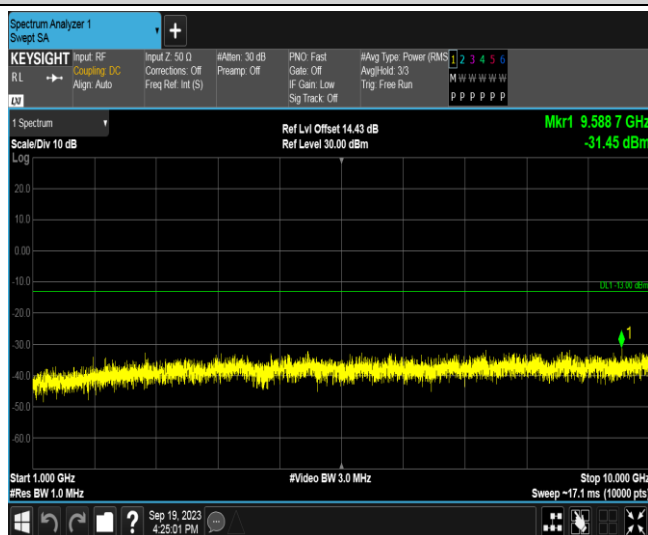 Spectrum Analyzer 1
Swept SA
+
KEYSIGHT
RL
LXI
Input: RF
Coupling: DC
Align: Auto
Input Z: 50 Ω
Corrections: Off
Freq Ref: Int (S)
#Atten: 30 dB
Preamp: Off
PNO: Fast
Gate: Off
IF Gain: Low
Sig Track: Off
#Avg Type: Power (RMS
Avg|Hold: 3/3
Trig: Free Run
1 2 3 4 5 6
M W W W W W
P P P P P P
1 Spectrum
Scale/Div 10 dB
Log
Ref Lvl Offset 14.43 dB
Ref Level 30.00 dBm
Mkr1 9.588 7 GHz
-31.45 dBm
20.0
10.0
0.00
-10.0
DL1 -13.00 dBm
-20.0
-30.0
1
-40.0
-50.0
-60.0
Start 1.000 GHz
#Res BW 1.0 MHz
#Video BW 3.0 MHz
Stop 10.000 GHz
Sweep ~17.1 ms (10000 pts)
?
Sep 19, 2023
4:25:01 PM